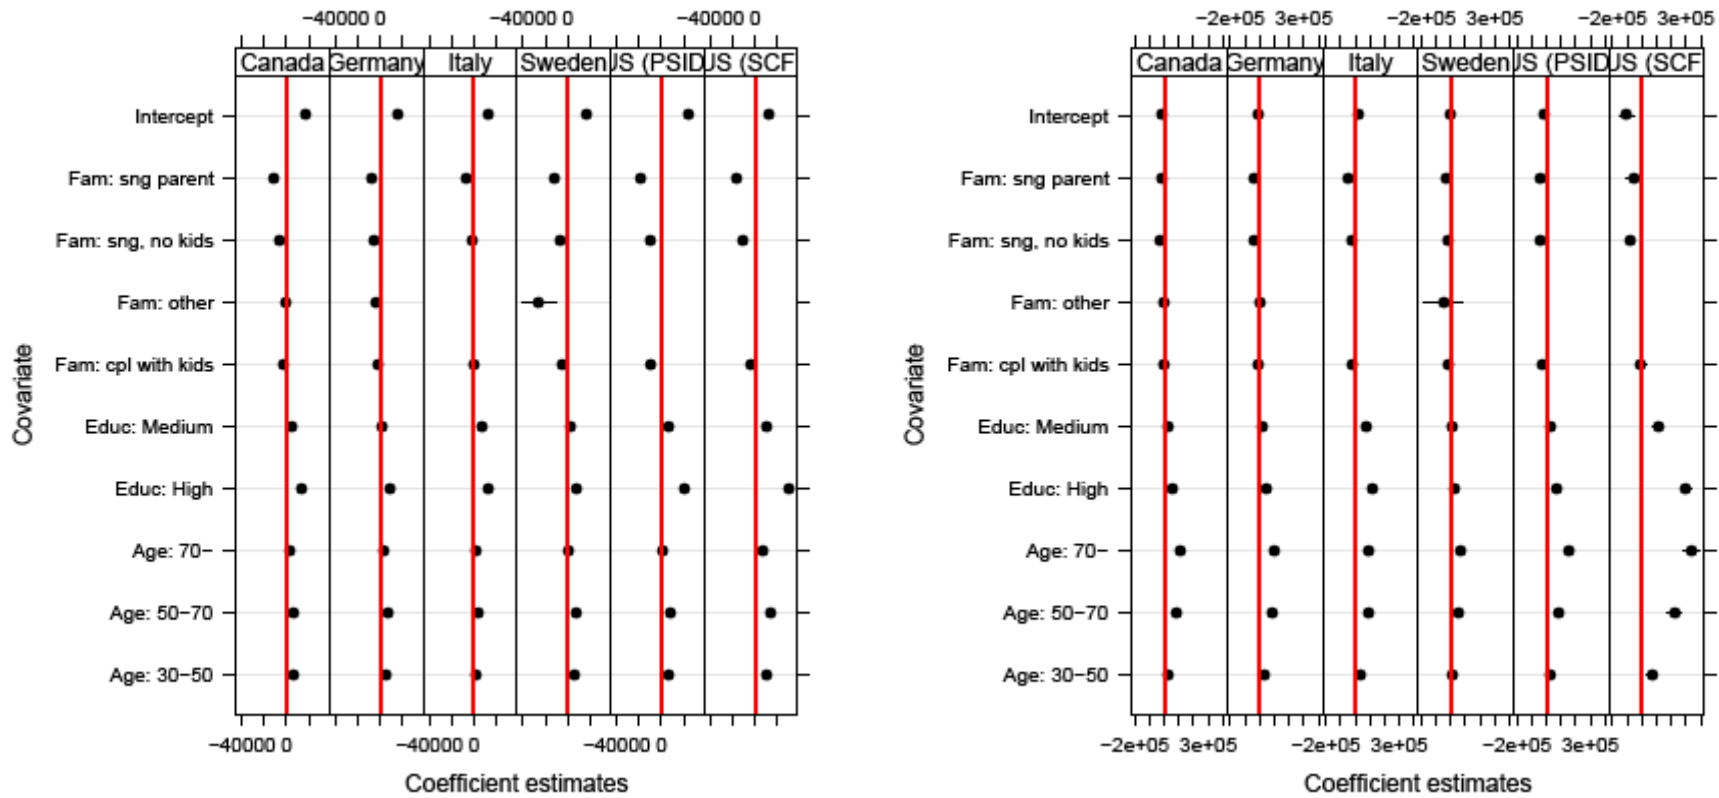 −40000 0 −40000 0 −40000 0
Canada Germany Italy Sweden US (PSID US (SCF
Intercept
Fam: sng parent
Fam: sng, no kids
Fam: other
Fam: cpl with kids
Educ: Medium
Educ: High
Age: 70−
Age: 50−70
Age: 30−50
Covariate
−40000 0 −40000 0 −40000 0
Coefficient estimates
−2e+05 3e+05 −2e+05 3e+05 −2e+05 3e+05
Canada Germany Italy Sweden US (PSID US (SCF
Intercept
Fam: sng parent
Fam: sng, no kids
Fam: other
Fam: cpl with kids
Educ: Medium
Educ: High
Age: 70−
Age: 50−70
Age: 30−50
Covariate
−2e+05 3e+05 −2e+05 3e+05 −2e+05 3e+05
Coefficient estimates